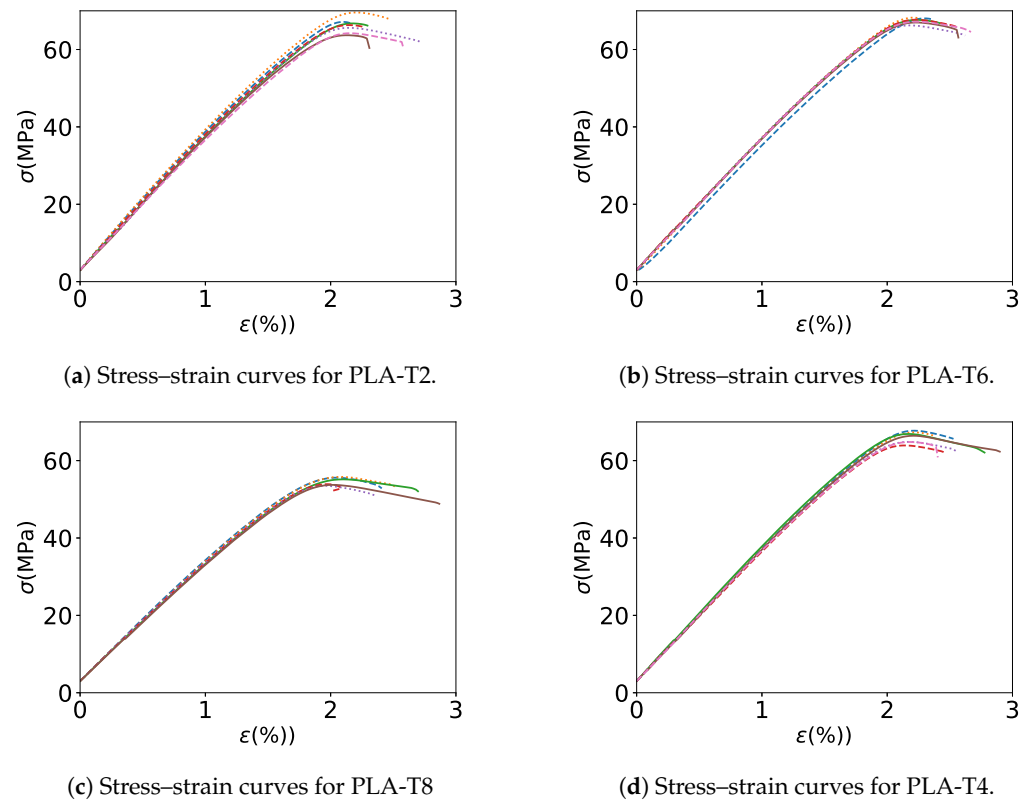 60
40
20
0
0 1 2 3
σ(MPa)
ε(%))
(a) Stress–strain curves for PLA-T2.
60
40
20
0
0 1 2 3
σ(MPa)
ε(%))
(b) Stress–strain curves for PLA-T6.
60
40
20
0
0 1 2 3
σ(MPa)
ε(%))
(c) Stress–strain curves for PLA-T8
60
40
20
0
0 1 2 3
σ(MPa)
ε(%))
(d) Stress–strain curves for PLA-T4.